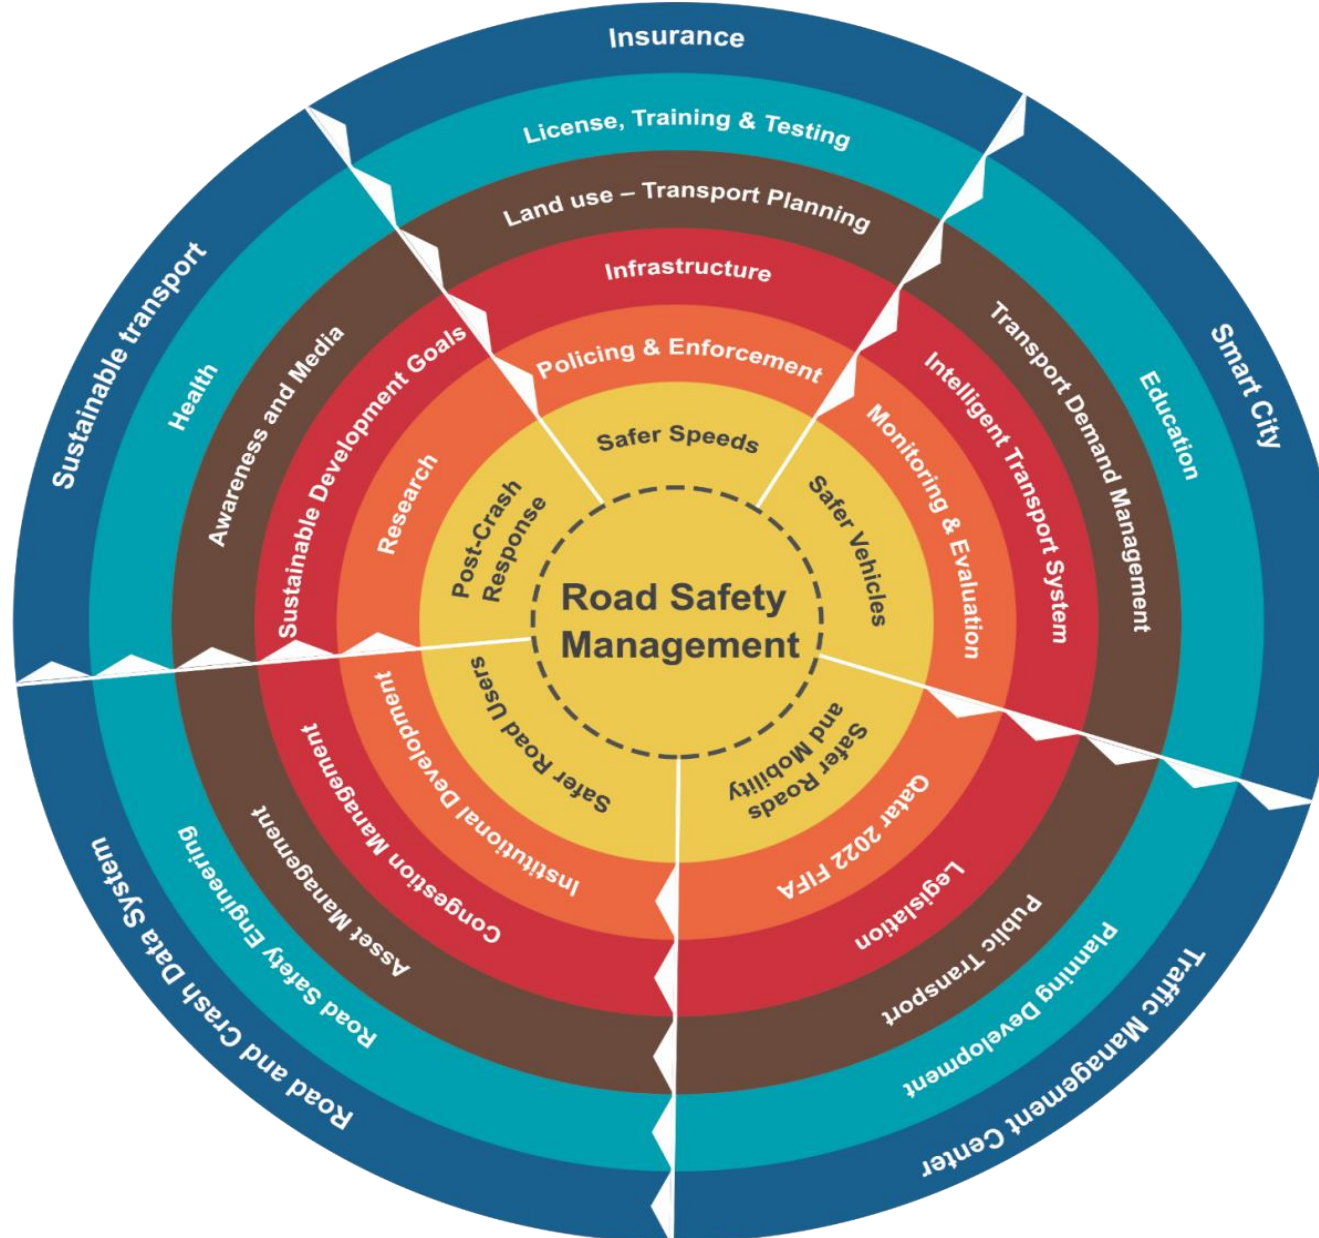 Insurance
License, Training & Testing
Land use – Transport Planning
Infrastructure
Policing & Enforcement
Safer Speeds
Smart City
Education
Transport Demand Management
Intelligent Transport System
Monitoring & Evaluation
Safer Vehicles
Traffic Management Center
Planning Development
Public Transport
Legislation
Qatar 2022 FIFA
Safer Roads
and Mobility
Road and Crash Data System
Road Safety Engineering
Asset Management
Congestion Management
Institutional Development
Safer Road Users
Sustainable transport
Health
Awareness and Media
Sustainable Development Goals
Research
Post-Crash
Response
Road Safety
Management